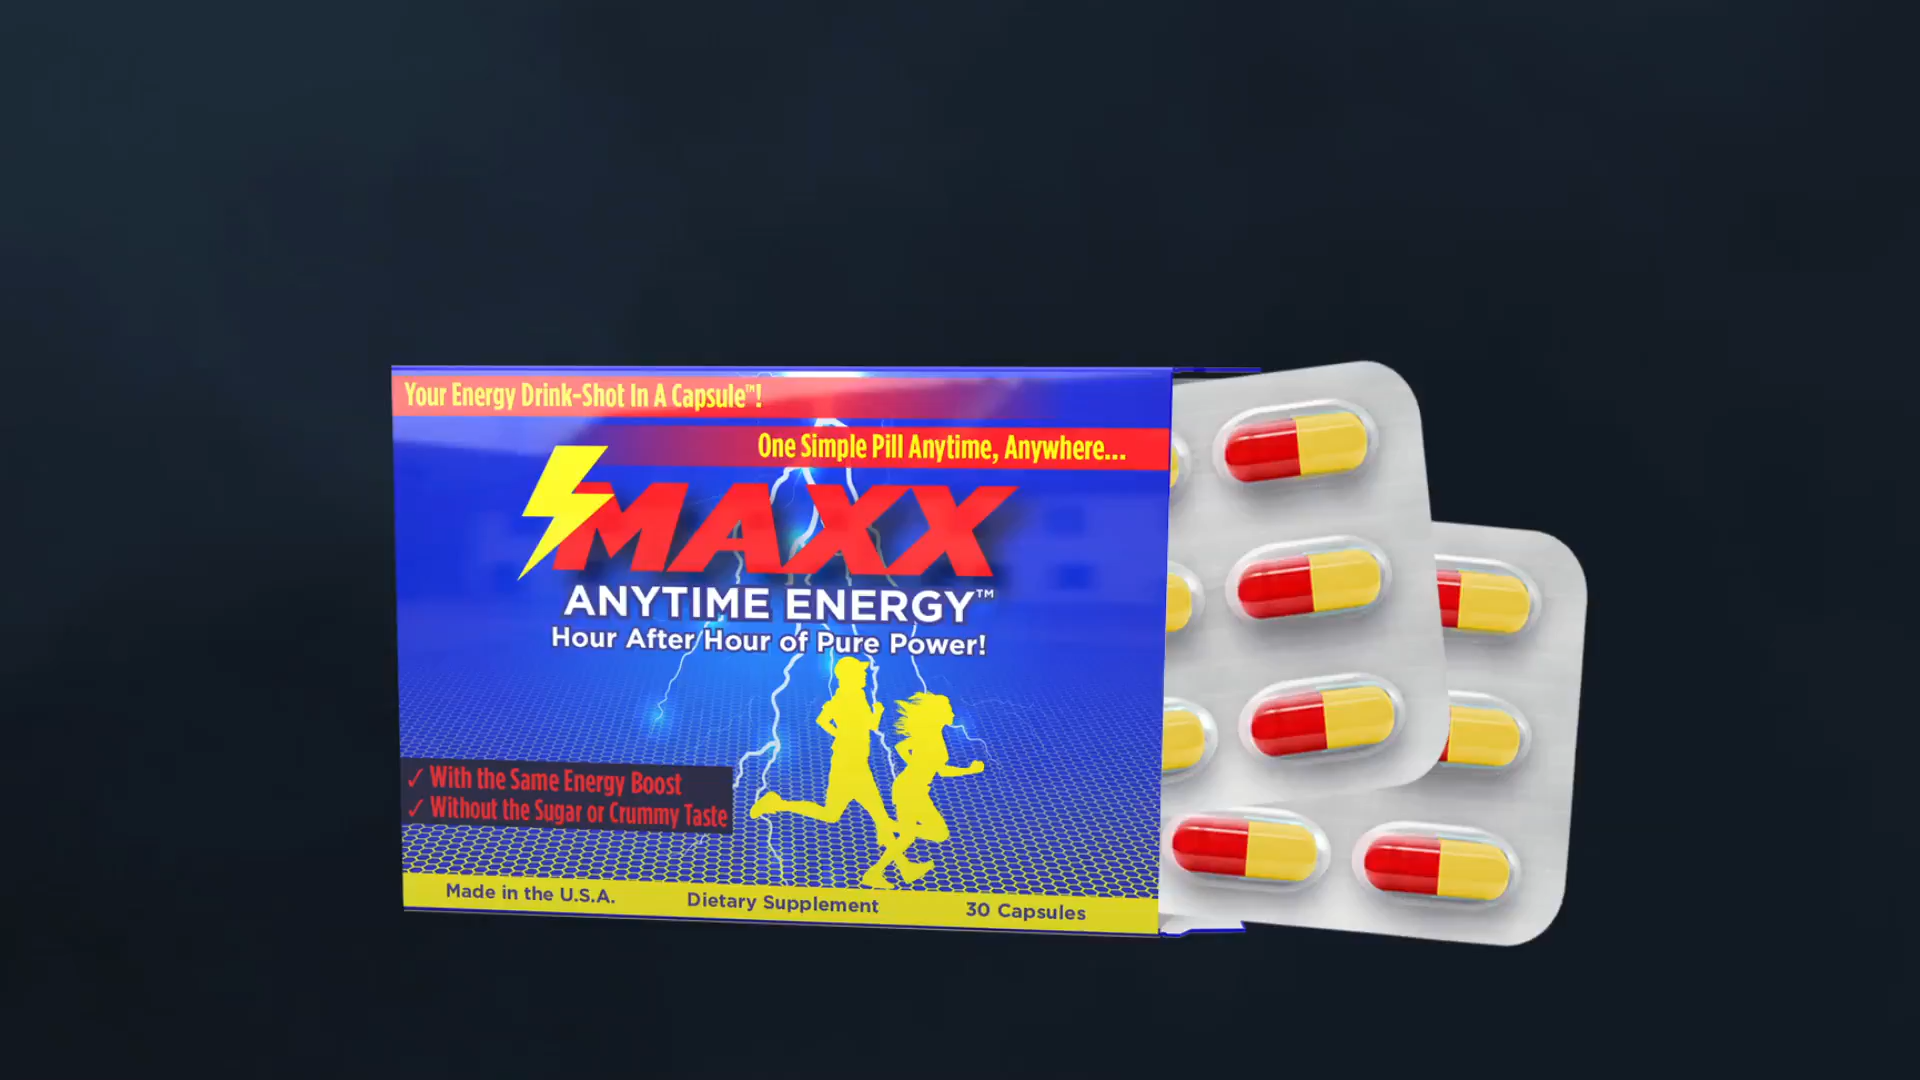 Your Energy Drink-Shot In A Capsule™!
One Simple Pill Anytime, Anywhere...
MAXX
ANYTIME ENERGY™
Hour After Hour of Pure Power!
✓ With the Same Energy Boost
✓ Without the Sugar or Crummy Taste
Made in the U.S.A. Dietary Supplement 30 Capsules